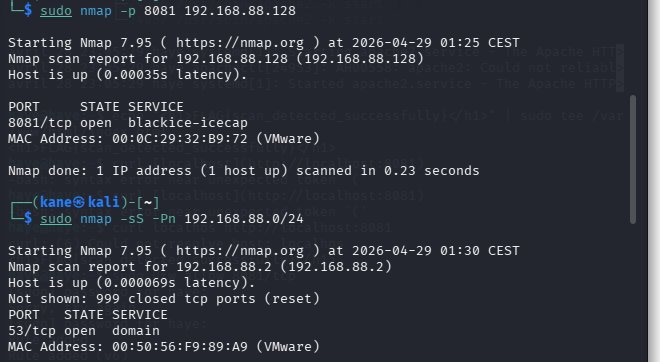 └─$ sudo nmap -p 8081 192.168.88.128
Starting Nmap 7.95 ( https://nmap.org ) at 2026-04-29 01:25 CEST
Nmap scan report for 192.168.88.128 (192.168.88.128)
Host is up (0.00035s latency).
PORT     STATE SERVICE
8081/tcp open  blackice-icecap
MAC Address: 00:0C:29:32:B9:72 (VMware)
Nmap done: 1 IP address (1 host up) scanned in 0.23 seconds
┌──(kane㉿kali)-[~]
└─$ sudo nmap -sS -Pn 192.168.88.0/24
Starting Nmap 7.95 ( https://nmap.org ) at 2026-04-29 01:30 CEST
Nmap scan report for 192.168.88.2 (192.168.88.2)
Host is up (0.000069s latency).
Not shown: 999 closed tcp ports (reset)
PORT   STATE SERVICE
53/tcp open  domain
MAC Address: 00:50:56:F9:89:A9 (VMware)